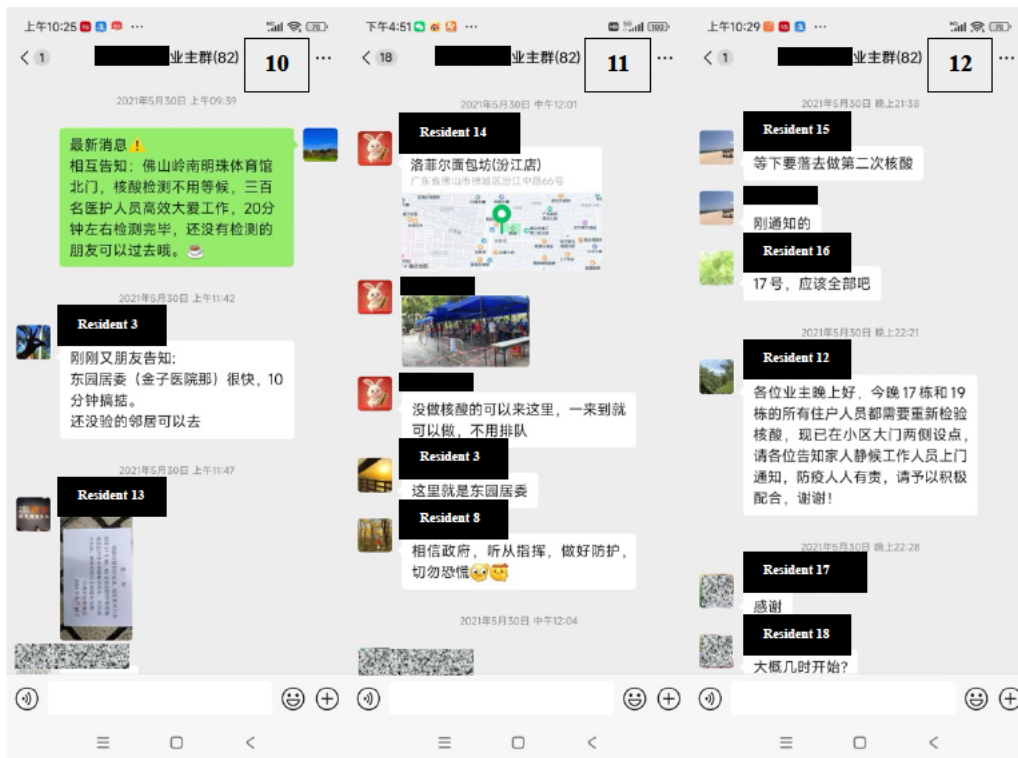 上午10:25
70
1
业主群(82)
10
2021年5月30日 上午09:39
最新消息⚠️
相互告知：佛山岭南明珠体育馆
北门，核酸检测不用等候，三百
名医护人员高效大爱工作，20分
钟左右检测完毕，还没有检测的
朋友可以过去哦。☕
2021年5月30日 上午11:42
Resident 3
刚刚又朋友告知：
东园居委（金子医院那）很快，10
分钟搞掂。
还没验的邻居可以去
2021年5月30日 上午11:47
Resident 13
下午4:51
100
18
业主群(82)
11
2021年5月30日 中午12:01
Resident 14
洛菲尔面包坊(汾江店)
广东省佛山市禅城区汾江中路66号
没做核酸的可以来这里，一来到就
可以做，不用排队
Resident 3
这里就是东园居委
Resident 8
相信政府，听从指挥，做好防护，
切勿恐慌
2021年5月30日 中午12:04
上午10:29
70
1
业主群(82)
12
2021年5月30日 晚上21:38
Resident 15
等下要落去做第二次核酸
刚通知的
Resident 16
17号，应该全部吧
2021年5月30日 晚上22:21
Resident 12
各位业主晚上好，今晚17栋和19
栋的所有住户人员都需要重新检验
核酸，现已在小区大门两侧设点，
请各位告知家人静候工作人员上门
通知，防疫人人有责，请予以积极
配合，谢谢！
2021年5月30日 晚上22:28
Resident 17
感谢
Resident 18
大概几时开始？